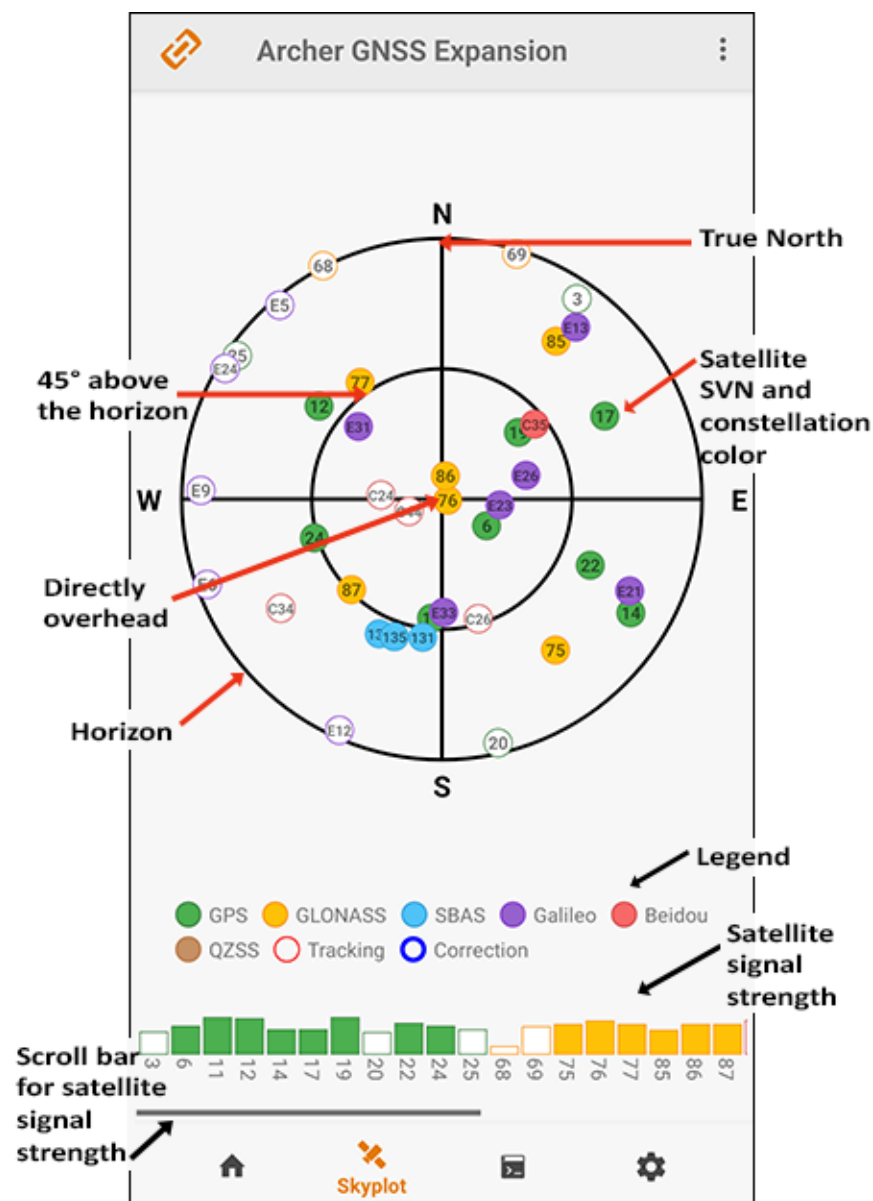 Archer GNSS Expansion
N
True North
68
69
E5
3
E13
85
E24
77
45° above
the horizon
12
E31
17
Satellite
SVN and
constellation
color
19
C35
86
E26
W
E9
C24
76
E23
E
6
24
22
Directly
overhead
87
E21
14
C34
E33
C26
135
131
75
Horizon
E12
20
S
Legend
GPS
GLONASS
SBAS
Galileo
Beidou
QZSS
Tracking
Correction
Satellite
signal
strength
Scroll bar
for satellite
signal
strength
3
6
11
12
14
17
19
20
22
24
25
68
69
75
76
77
85
86
87
Skyplot